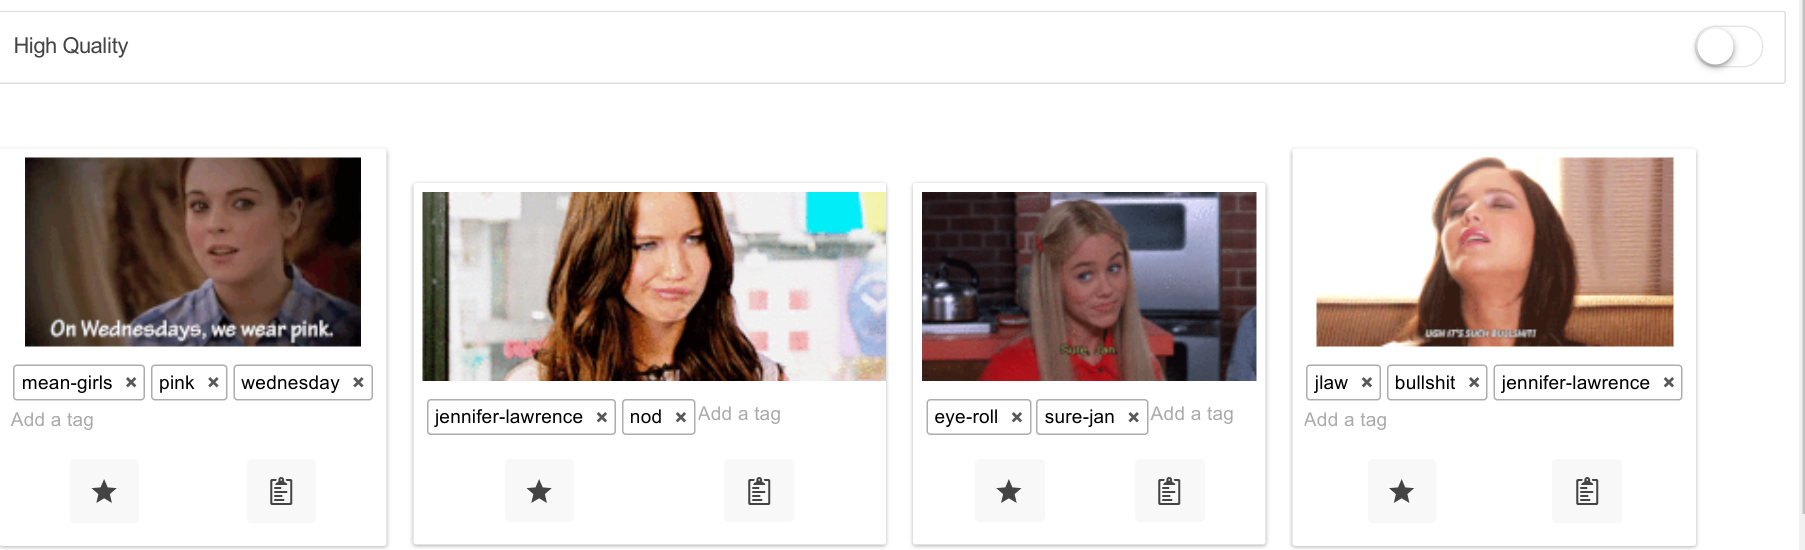 High Quality
On Wednesdays, we wear pink.
mean-girls × pink × wednesday ×
Add a tag
jennifer-lawrence × nod × Add a tag
Sure, Jan.
eye-roll × sure-jan × Add a tag
UGH IT'S SUCH BULLSHIT!
jlaw × bullshit × jennifer-lawrence ×
Add a tag